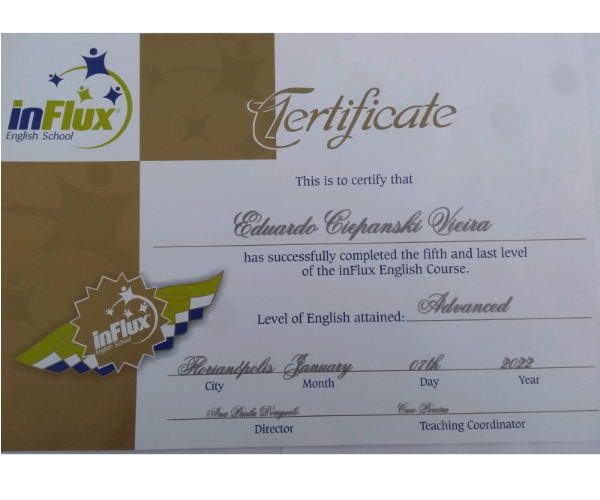 inFlux®
English School
Certificate
This is to certify that
Eduardo Ciepanski Vieira
has successfully completed the fifth and last level
of the inFlux English Course.
Level of English attained: Advanced
inFlux
English School
Florianópolis January 07th 2022
City Month Day Year
Ana Paula
Director Teaching Coordinator